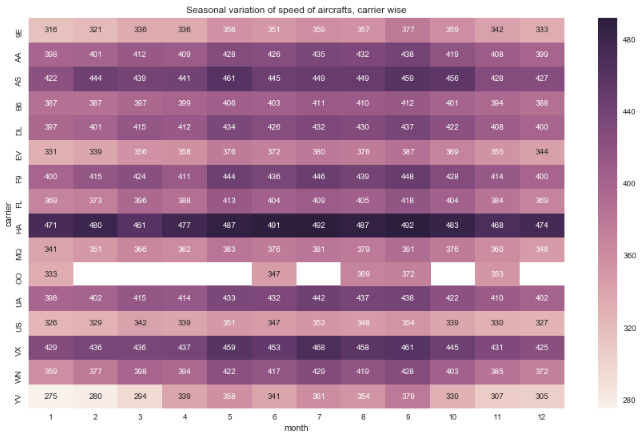 Seasonal variation of speed of aircrafts, carrier wise
9E 316 321 336 336 356 351 359 357 377 359 342 333
AA 398 401 412 409 428 426 435 432 438 419 408 399
AS 422 444 439 441 461 449 449 449 459 456 428 427
B6 387 387 397 399 406 403 411 410 412 401 394 388
DL 397 401 415 412 434 426 432 430 437 422 408 400
EV 331 339 356 358 376 372 380 376 387 369 355 344
F9 400 415 424 411 444 436 446 439 448 428 414 400
FL 369 373 396 388 413 404 409 405 418 404 384 369
HA 471 480 461 477 487 491 492 487 492 483 468 474
MQ 341 351 366 362 383 376 381 379 391 376 360 348
OO 333 347 369 372 353
UA 398 402 415 414 433 432 442 437 438 422 410 402
US 326 329 342 339 351 347 353 348 354 339 330 327
VX 429 436 436 437 459 453 468 458 461 445 431 425
WN 359 377 398 394 422 417 429 419 428 403 385 372
YV 275 280 294 339 358 341 361 354 379 330 307 305
1 2 3 4 5 6 7 8 9 10 11 12
month
carrier
480
440
400
360
320
280